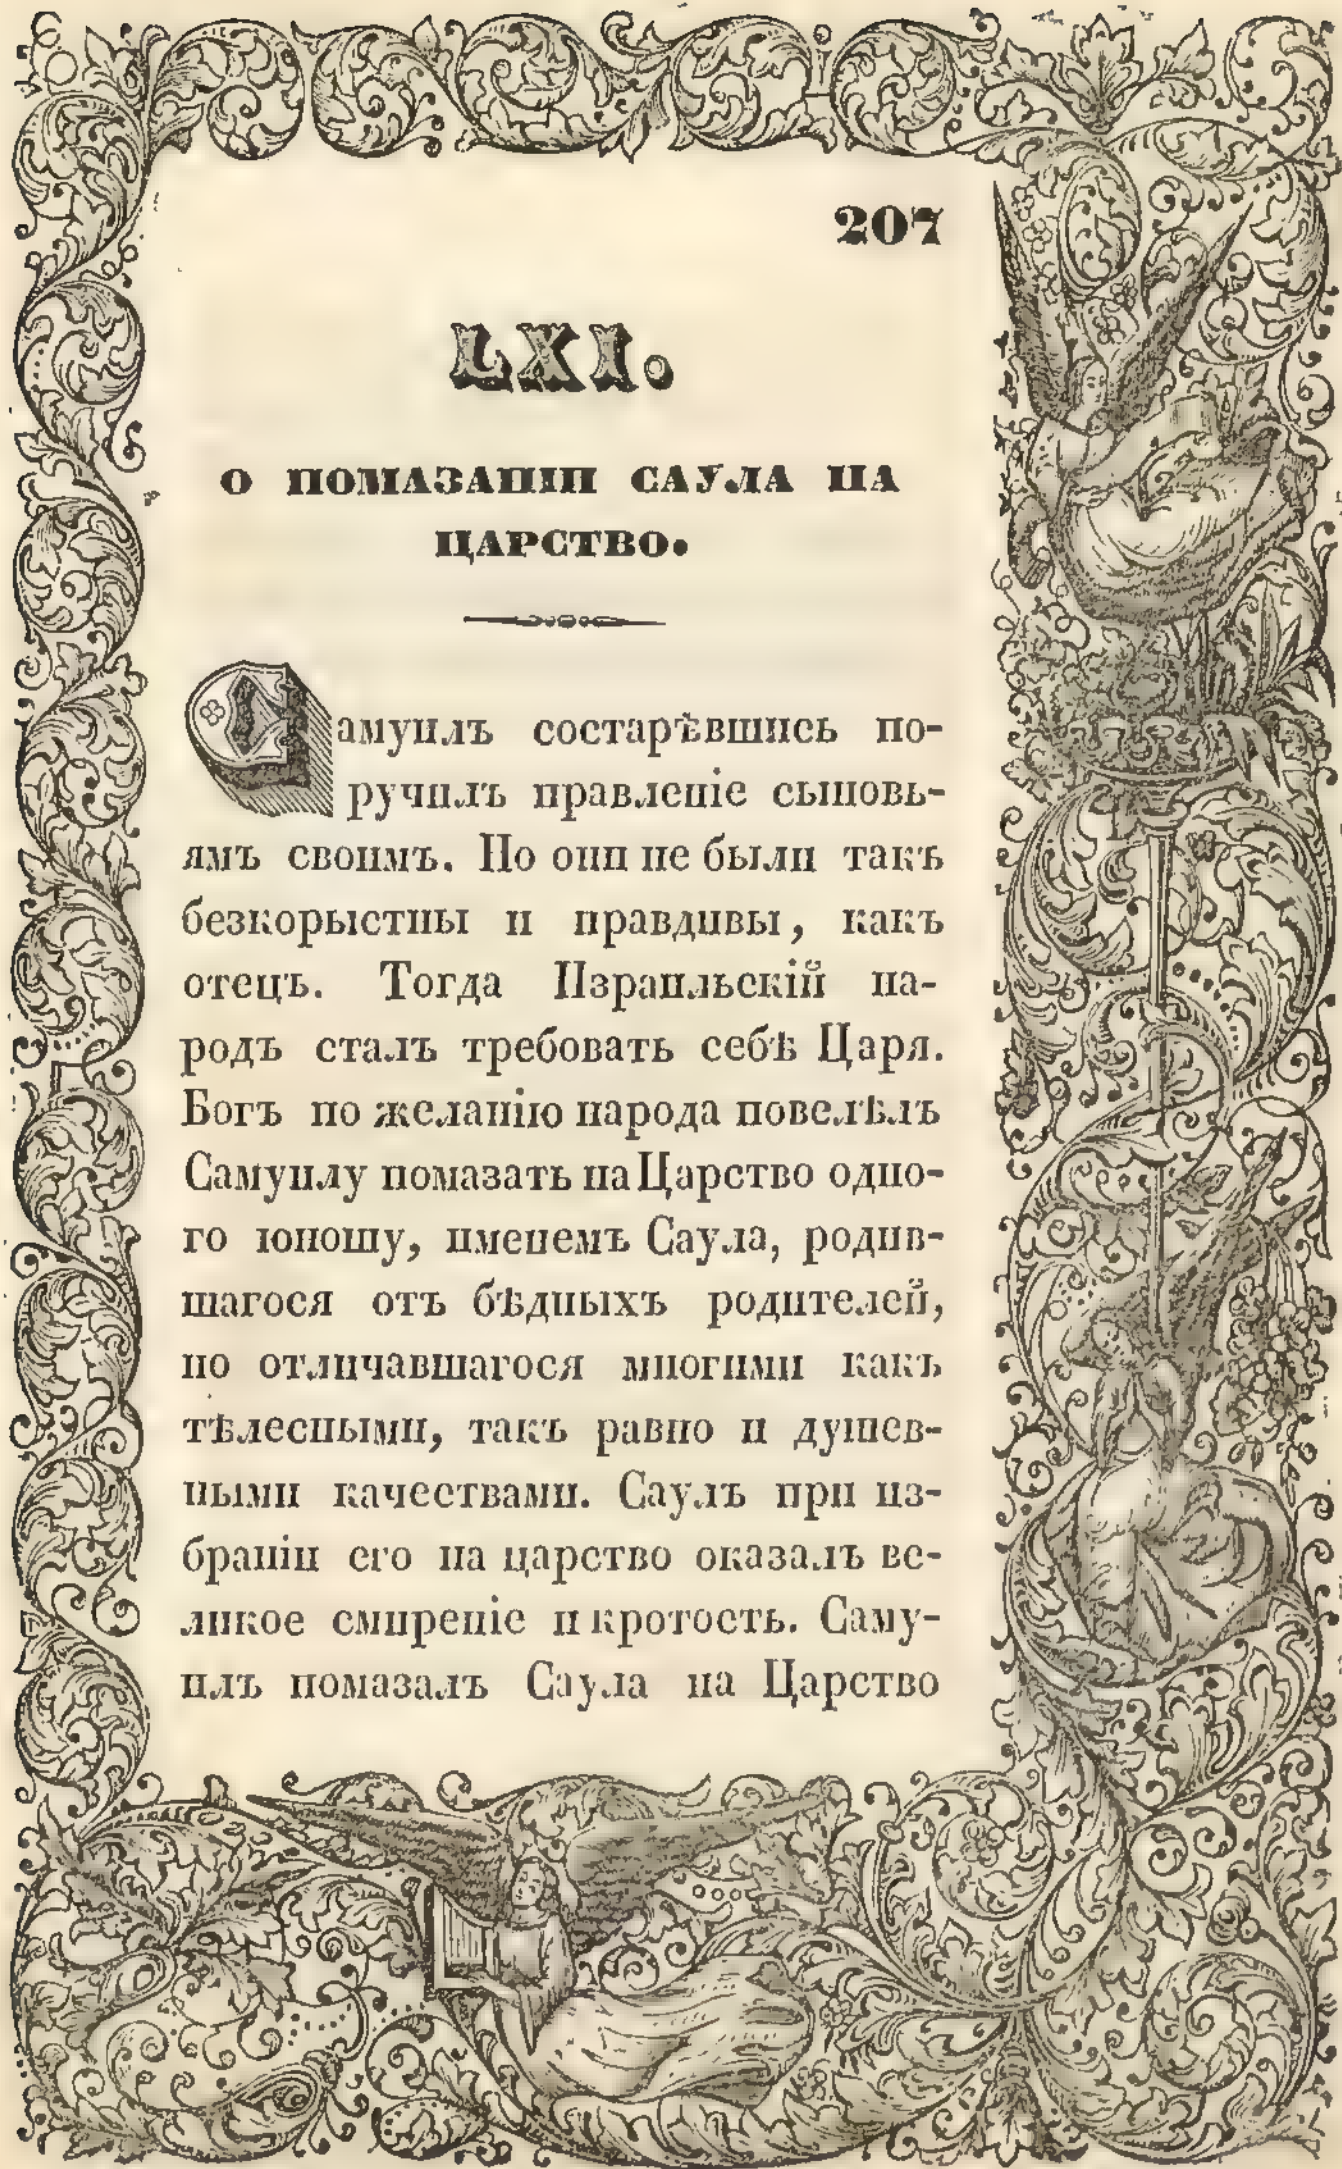 207
LXI.
О ПОМАЗАНІИ САУЛА НА
ЦАРСТВО.
Самуилъ состарѣвшись по-
ручилъ правленіе сыновь-
ямъ своимъ. Но они не были такъ
безкорыстны и правдивы, какъ
отецъ. Тогда Израильскій на-
родъ сталъ требовать себѣ Царя.
Богъ по желанію народа повелѣлъ
Самуилу помазать на Царство одно-
го юношу, именемъ Саула, родив-
шагося отъ бѣдныхъ родителей,
но отличавшагося многими какъ
тѣлесными, такъ равно и душев-
ными качествами. Саулъ при из-
браніи его на царство оказалъ ве-
ликое смиреніе и кротость. Саму-
илъ помазалъ Саула на Царство